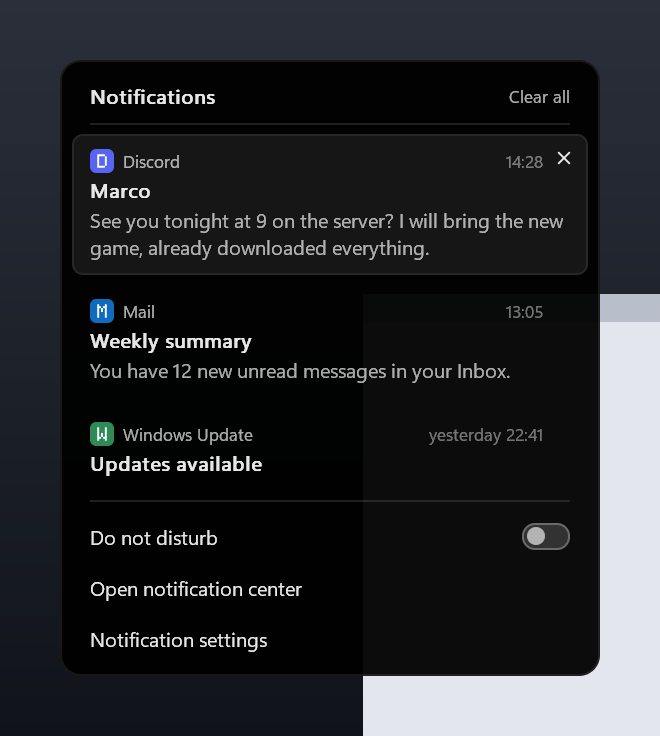 Notifications
Clear all
D Discord
14:28
Marco
See you tonight at 9 on the server? I will bring the new
game, already downloaded everything.
M Mail
13:05
Weekly summary
You have 12 new unread messages in your Inbox.
W Windows Update
yesterday 22:41
Updates available
Do not disturb
Open notification center
Notification settings